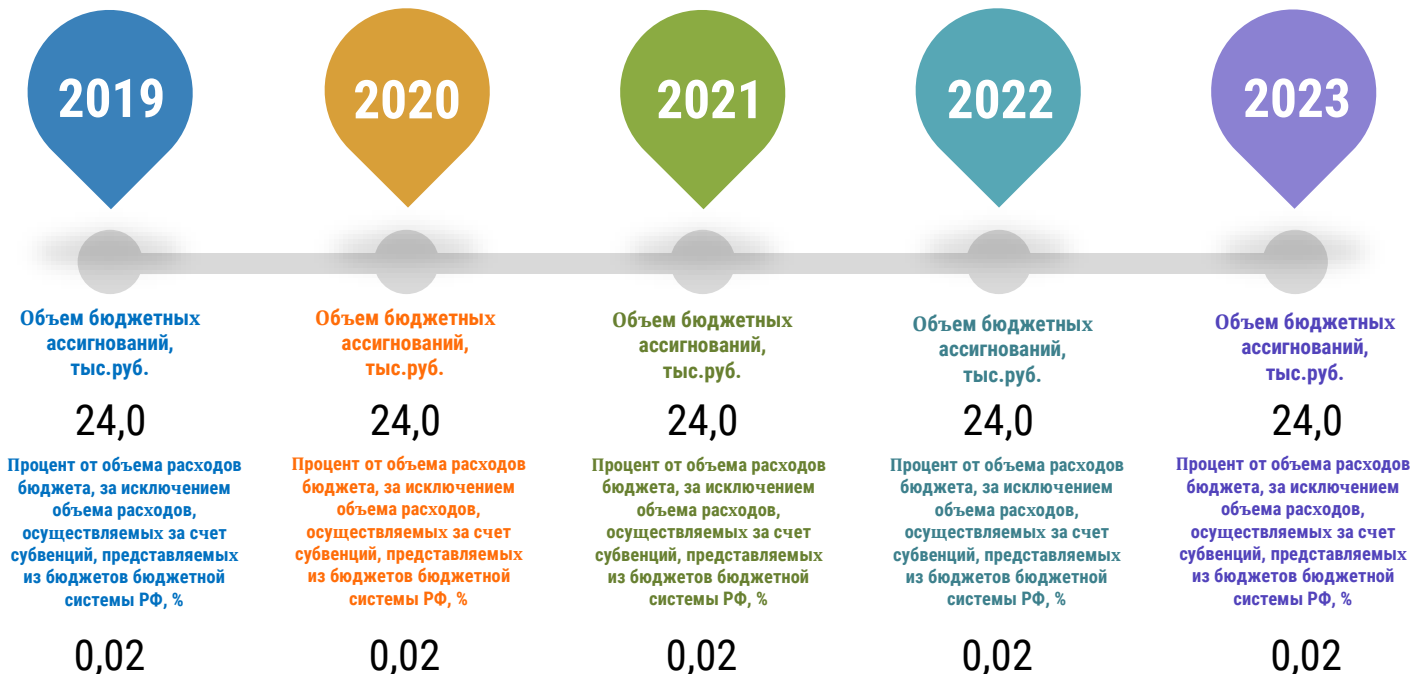 2019
2020
2021
2022
2023
Объем бюджетных
ассигнований,
тыс.руб.
24,0
Процент от объема расходов
бюджета, за исключением
объема расходов,
осуществляемых за счет
субвенций, представляемых
из бюджетов бюджетной
системы РФ, %
0,02
Объем бюджетных
ассигнований,
тыс.руб.
24,0
Процент от объема расходов
бюджета, за исключением
объема расходов,
осуществляемых за счет
субвенций, представляемых
из бюджетов бюджетной
системы РФ, %
0,02
Объем бюджетных
ассигнований,
тыс.руб.
24,0
Процент от объема расходов
бюджета, за исключением
объема расходов,
осуществляемых за счет
субвенций, представляемых
из бюджетов бюджетной
системы РФ, %
0,02
Объем бюджетных
ассигнований,
тыс.руб.
24,0
Процент от объема расходов
бюджета, за исключением
объема расходов,
осуществляемых за счет
субвенций, представляемых
из бюджетов бюджетной
системы РФ, %
0,02
Объем бюджетных
ассигнований,
тыс.руб.
24,0
Процент от объема расходов
бюджета, за исключением
объема расходов,
осуществляемых за счет
субвенций, представляемых
из бюджетов бюджетной
системы РФ, %
0,02